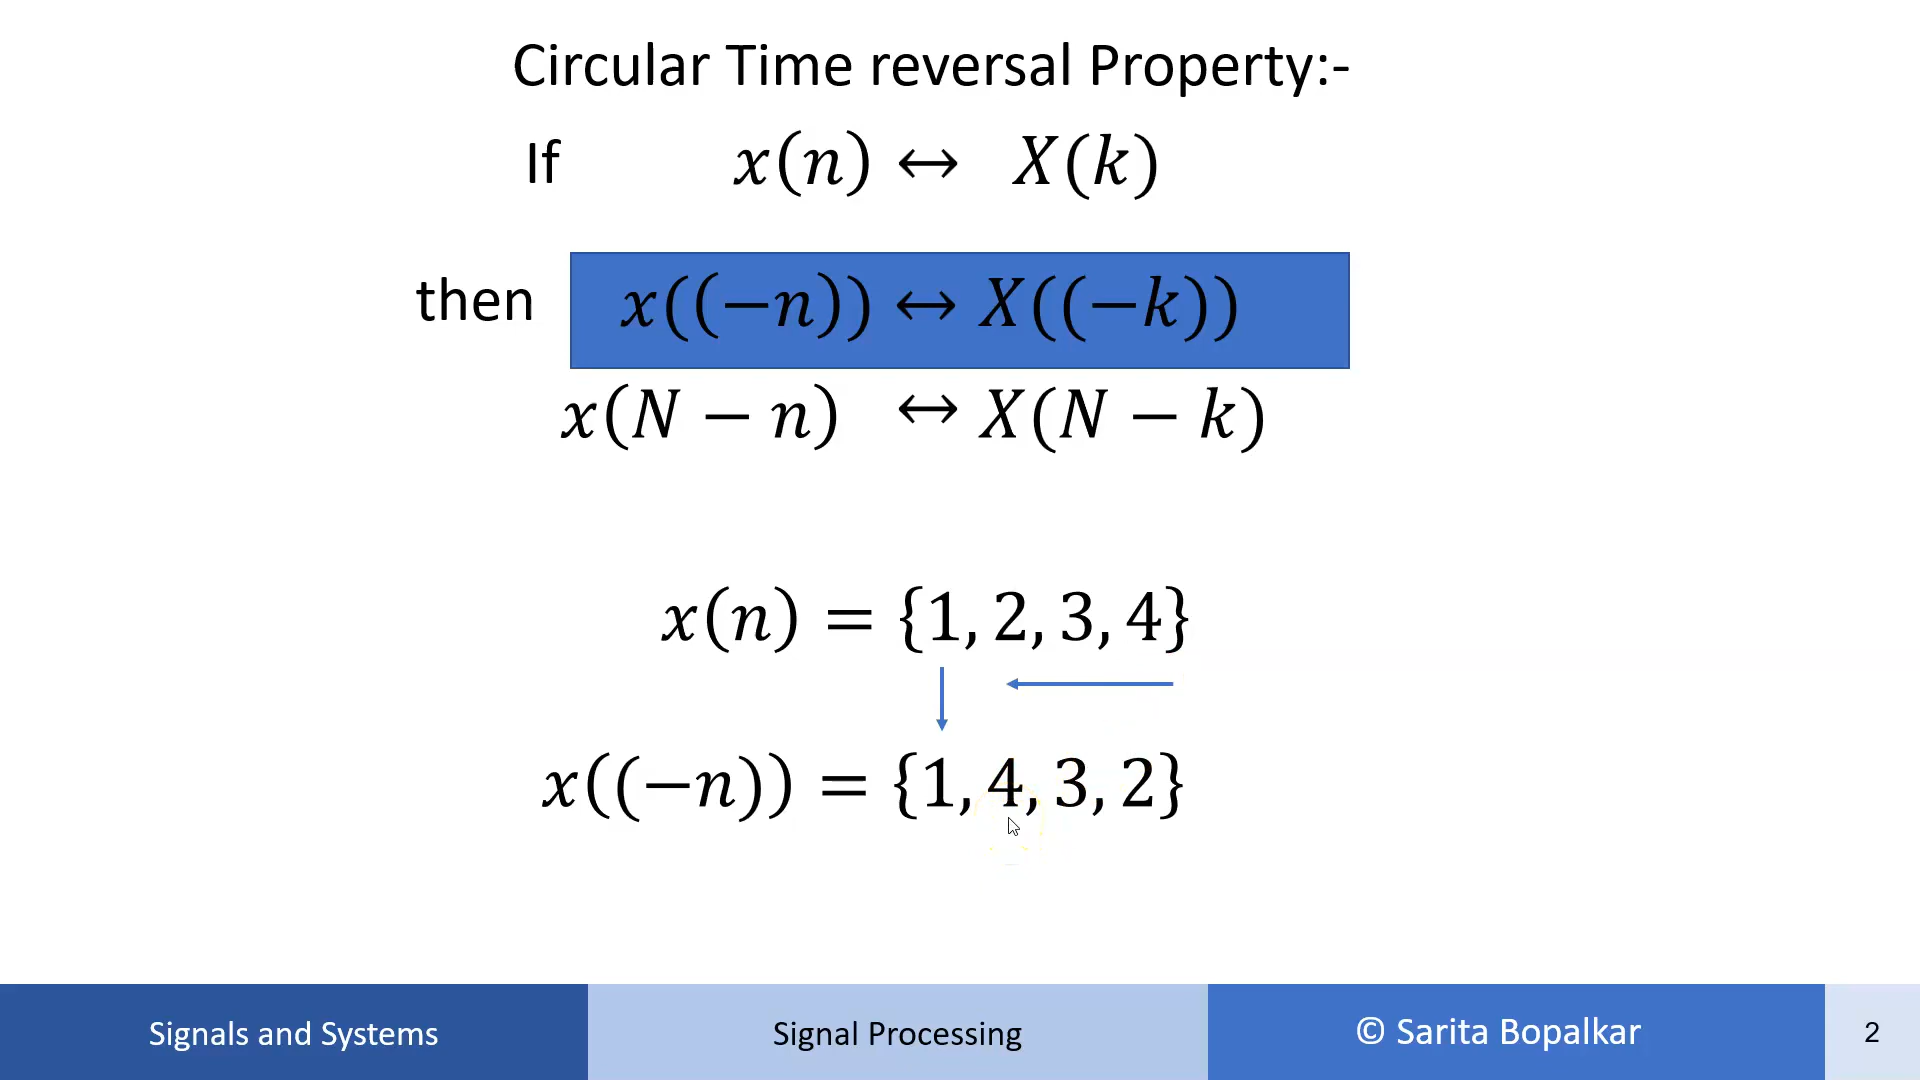 Circular Time reversal Property:-
If x(n) ↔ X(k)
then x((−n)) ↔ X((−k))
x(N − n) ↔ X(N − k)
x(n) = {1, 2, 3, 4}
x((−n)) = {1, 4, 3, 2}
Signals and Systems
Signal Processing
© Sarita Bopalkar
2